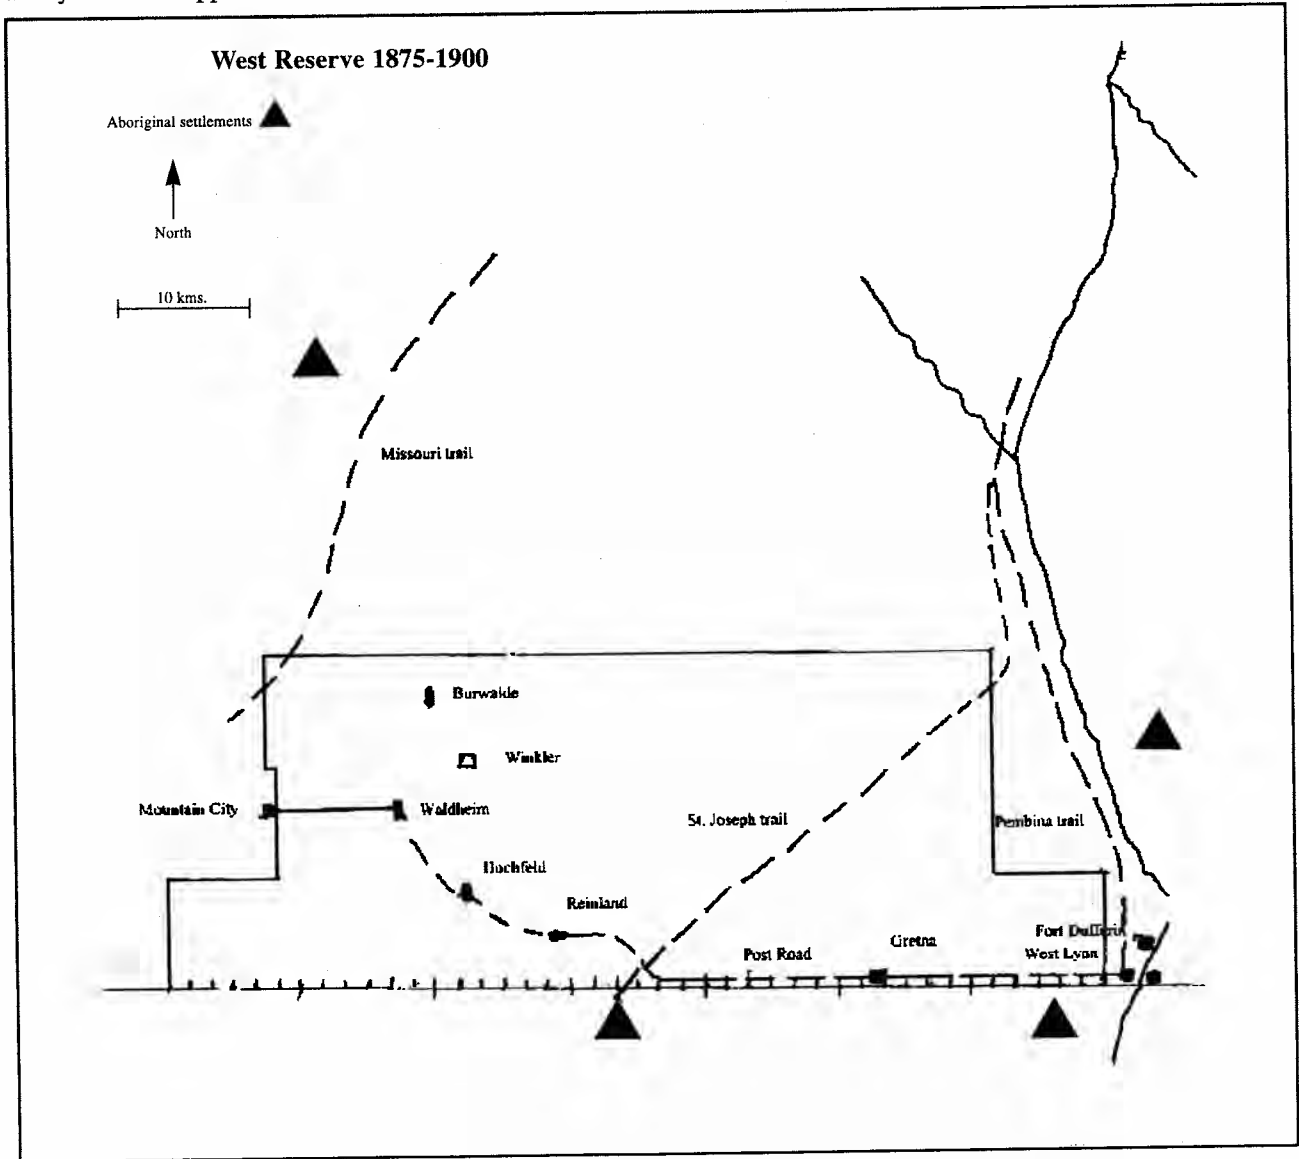 West Reserve 1875-1900
Aboriginal settlements
North
10 kms.
Missouri trail
Burwalde
Winkler
Mountain City
Waldheim
St. Joseph trail
Pembina trail
Hochfeld
Reinland
Post Road
Gretna
Fort Dufferin
West Lynn